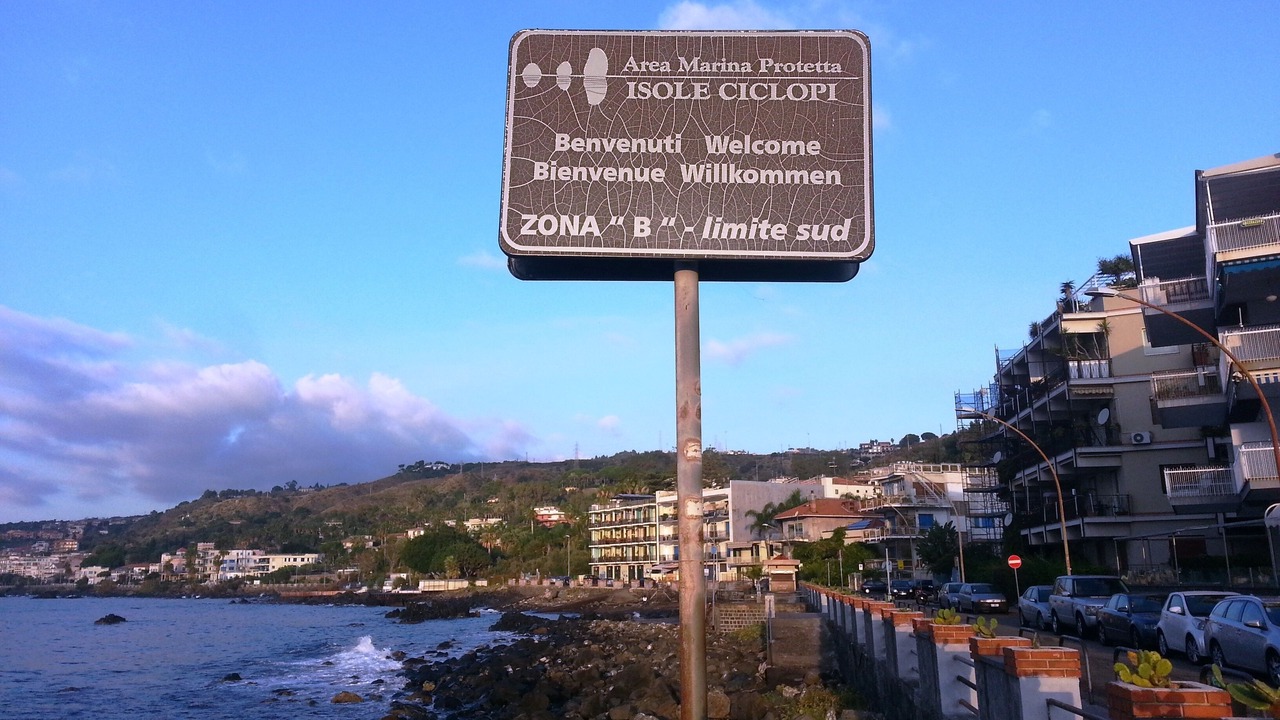 Area Marina Protetta
ISOLE CICLOPI
Benvenuti Welcome
Bienvenue Willkommen
ZONA “ B “ - limite sud